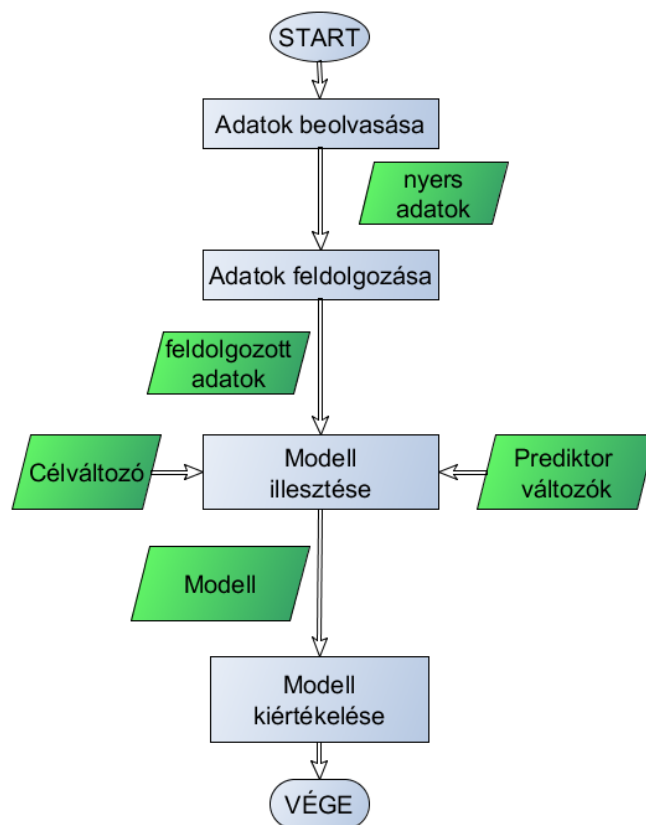 START
Adatok beolvasása
nyers
adatok
Adatok feldolgozása
feldolgozott
adatok
Célváltozó
Modell
illesztése
Prediktor
változók
Modell
Modell
kiértékelése
VÉGE